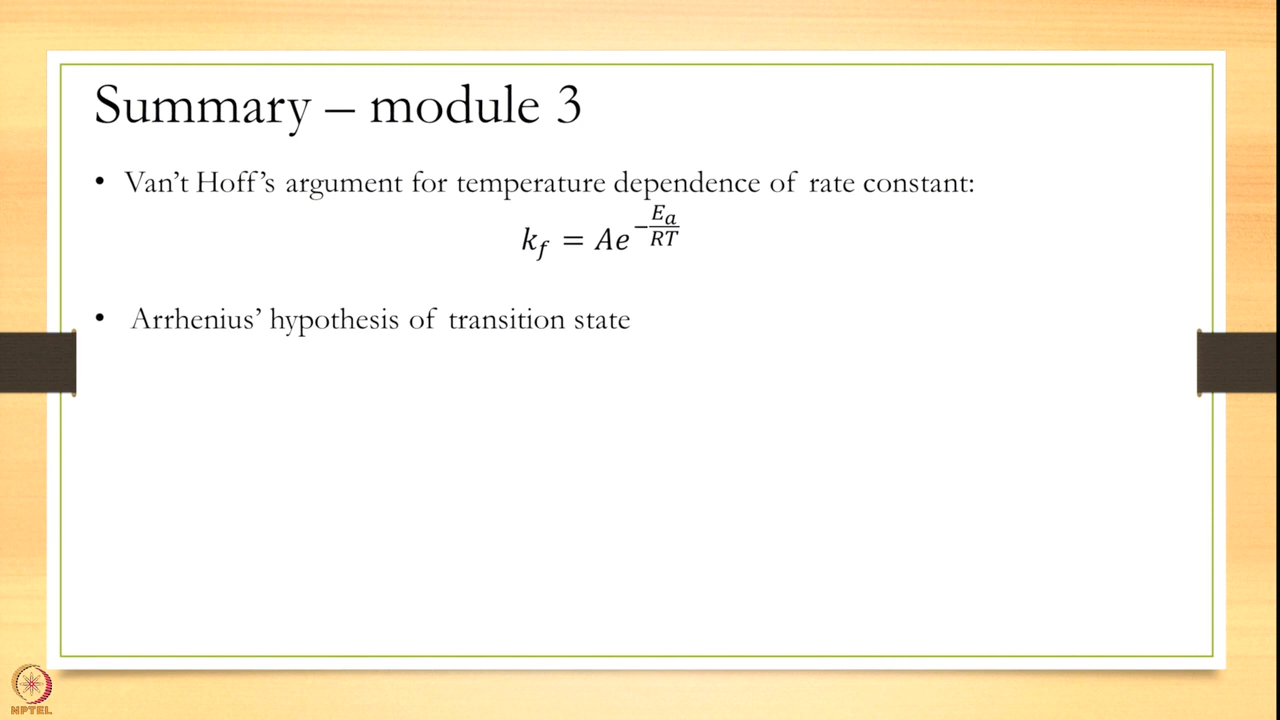 Summary – module 3
• Van’t Hoff’s argument for temperature dependence of rate constant:
k_f = Ae^{-\frac{E_a}{RT}}
• Arrhenius’ hypothesis of transition state
NPTEL